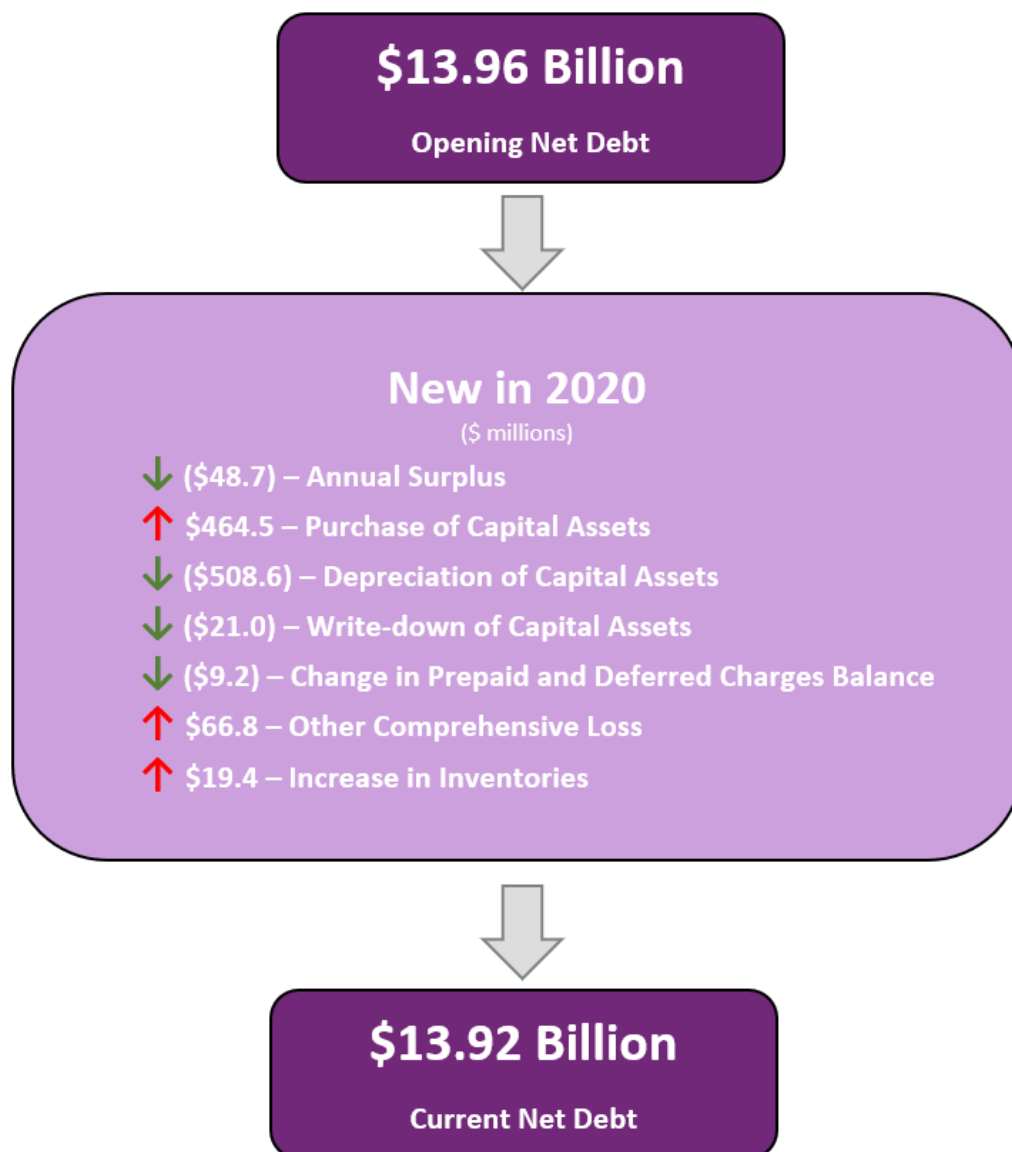 $13.96 Billion
Opening Net Debt
New in 2020
($ millions)
($48.7) – Annual Surplus
$464.5 – Purchase of Capital Assets
($508.6) – Depreciation of Capital Assets
($21.0) – Write-down of Capital Assets
($9.2) – Change in Prepaid and Deferred Charges Balance
$66.8 – Other Comprehensive Loss
$19.4 – Increase in Inventories
$13.92 Billion
Current Net Debt